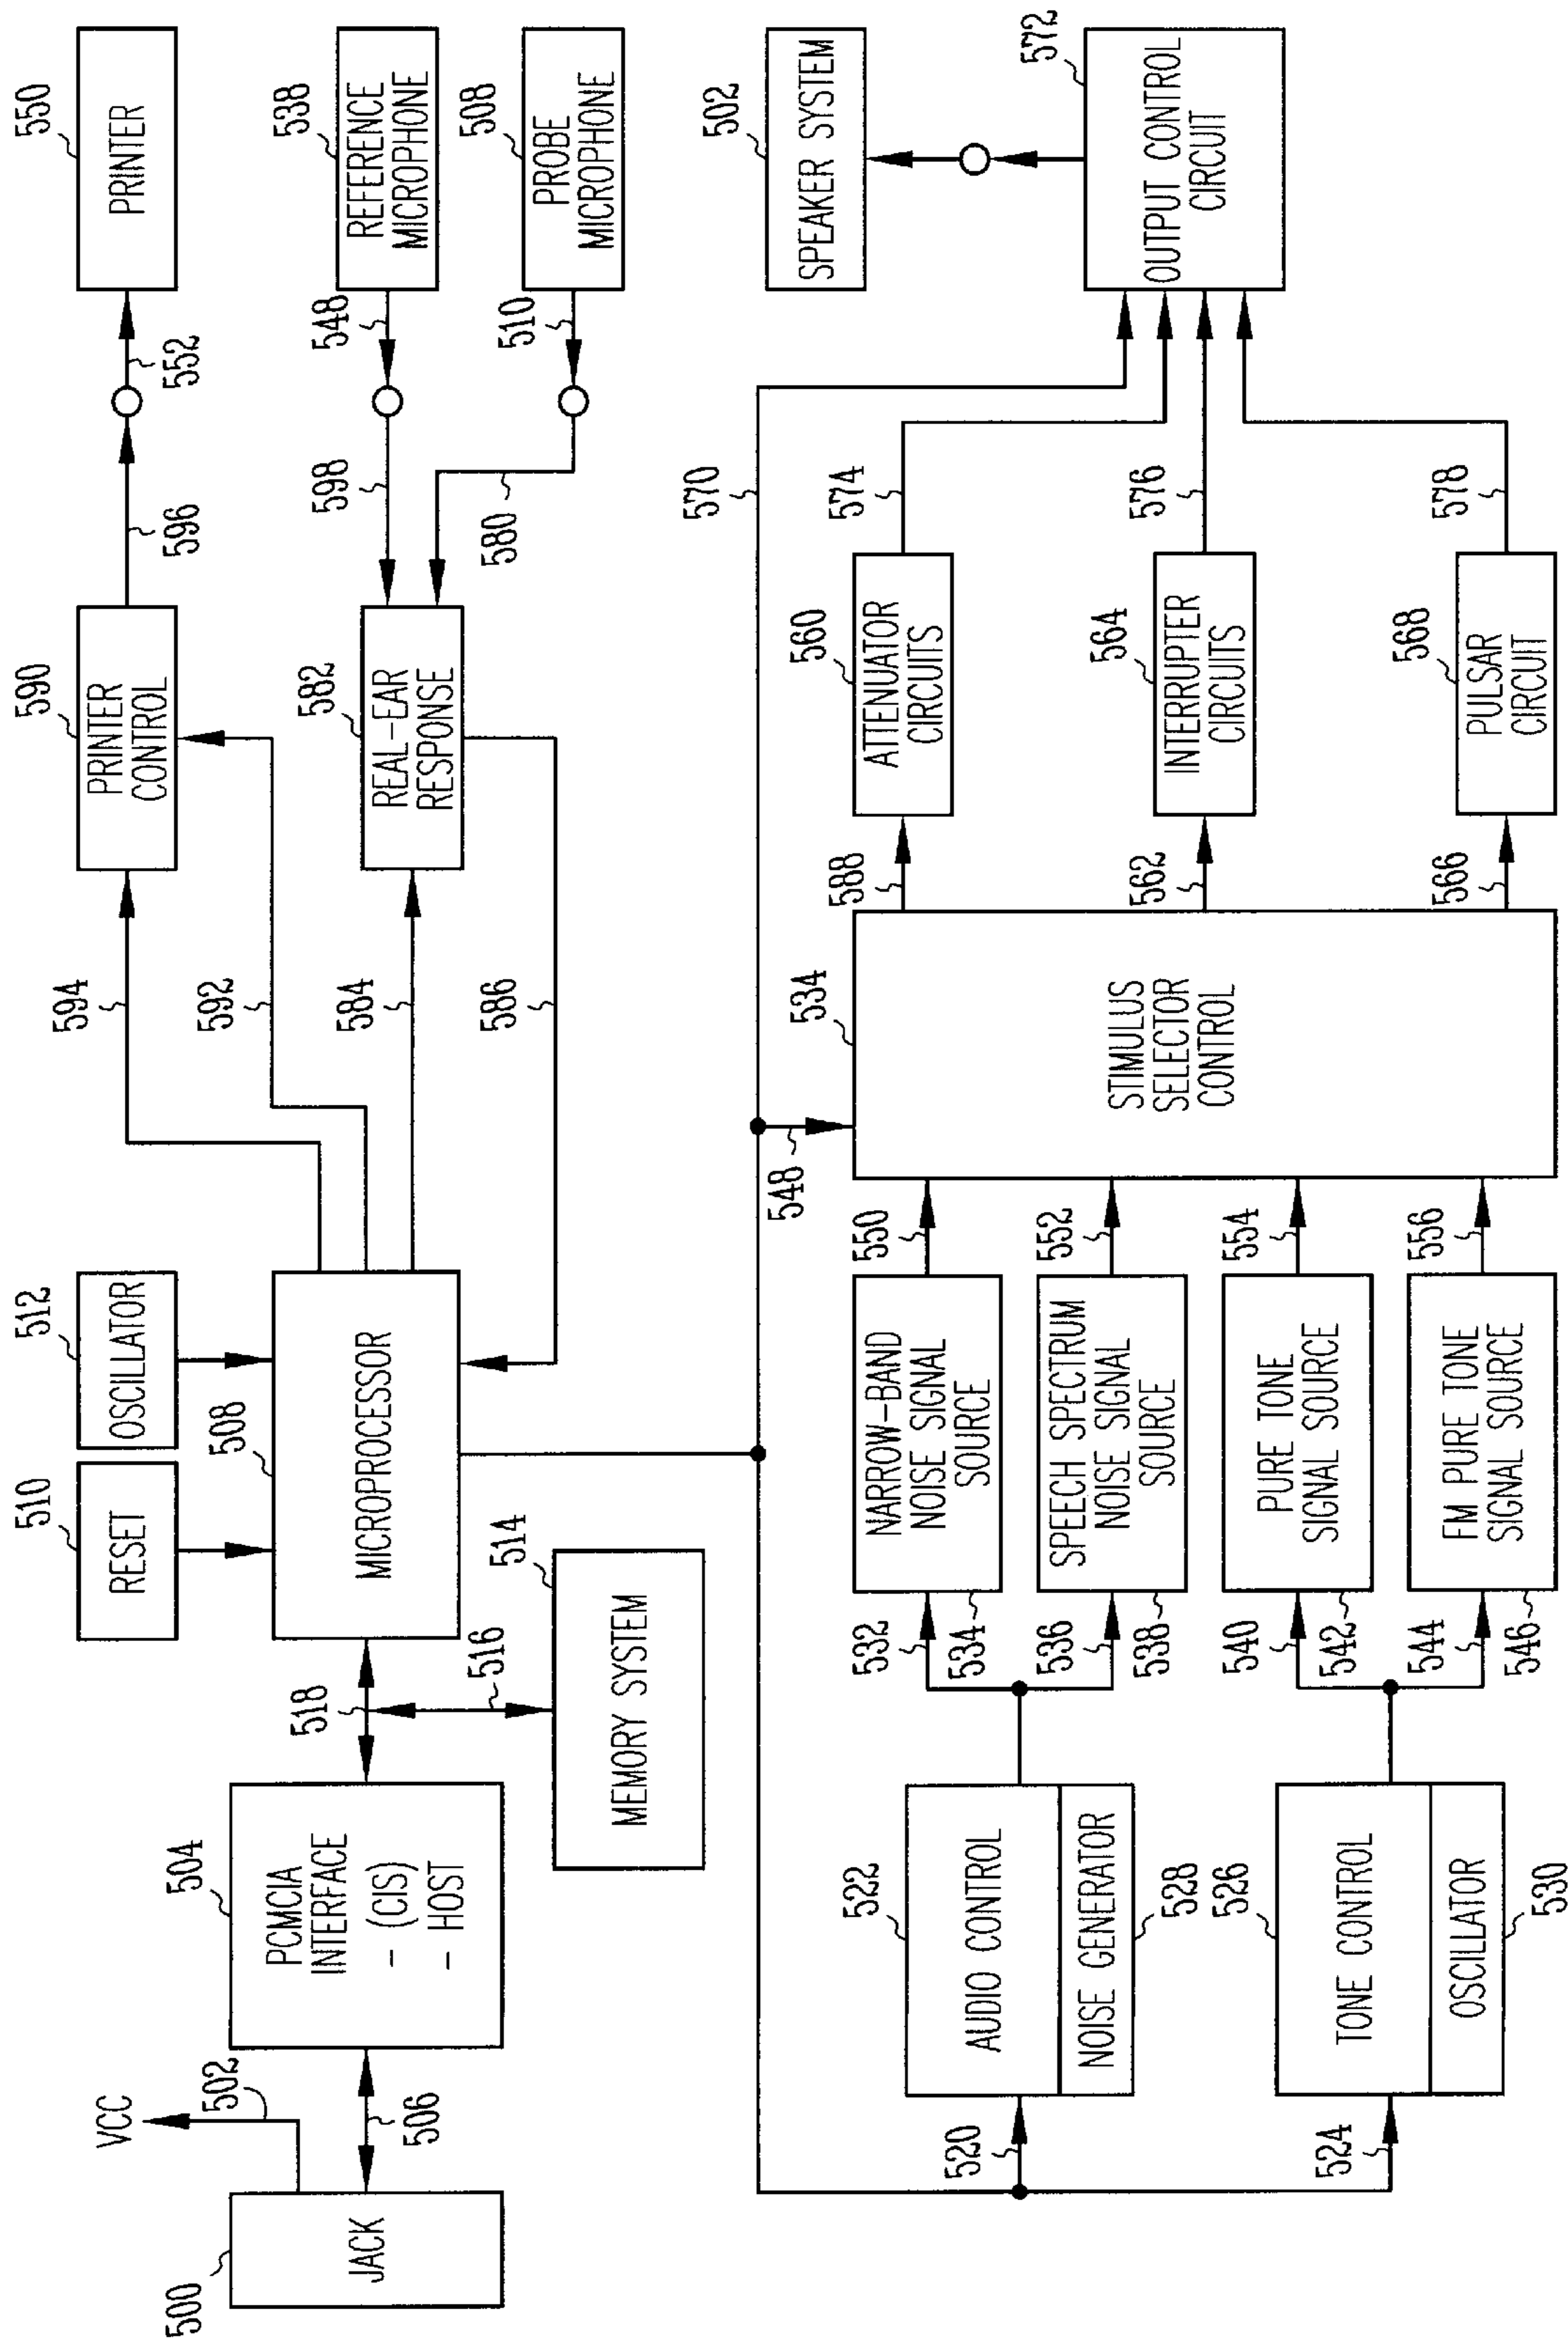 500
JACK
VCC
502
506
504
PCMCIA
INTERFACE
- (CIS)
- HOST
518
516
514
MEMORY SYSTEM
510
RESET
512
OSCILLATOR
508
MICROPROCESSOR
594
592
584
586
590
PRINTER
CONTROL
596
552
550
PRINTER
582
REAL-EAR
RESPONSE
598
580
548
510
538
REFERENCE
MICROPHONE
508
PROBE
MICROPHONE
570
502
SPEAKER SYSTEM
572
OUTPUT CONTROL
CIRCUIT
520
524
522
AUDIO CONTROL
NOISE GENERATOR
528
526
TONE CONTROL
OSCILLATOR
530
532
534
536
538
540
542
544
546
NARROW-BAND
NOISE SIGNAL
SOURCE
SPEECH SPECTRUM
NOISE SIGNAL
SOURCE
PURE TONE
SIGNAL SOURCE
FM PURE TONE
SIGNAL SOURCE
550
552
554
556
548
534
STIMULUS
SELECTOR
CONTROL
588
562
566
560
ATTENUATOR
CIRCUITS
564
INTERRUPTER
CIRCUITS
568
PULSAR
CIRCUIT
574
576
578